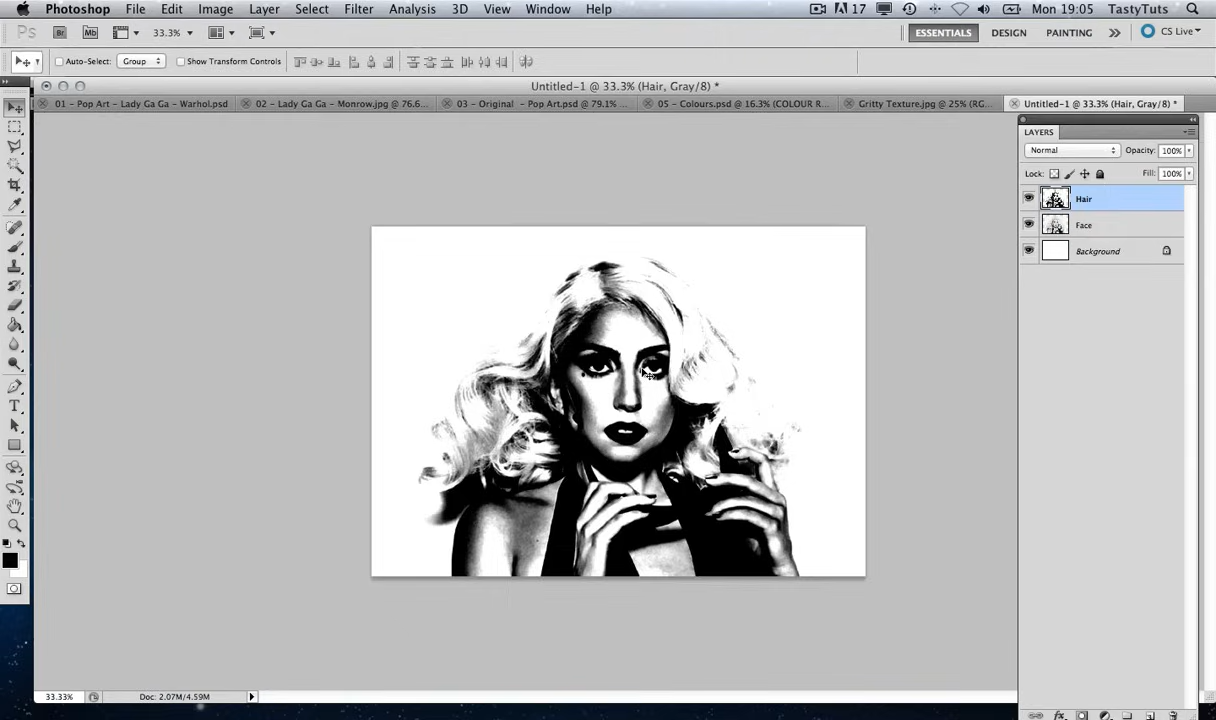 Photoshop File Edit Image Layer Select Filter Analysis 3D View Window Help 17 Mon 19:05 TastyTuts
Ps Br Mb 33.3% ESSENTIALS DESIGN PAINTING CS Live
Auto-Select: Group Show Transform Controls
Untitled-1 @ 33.3% (Hair, Gray/8) *
01 - Pop Art - Lady Ga Ga - Warhol.psd 02 - Lady Ga Ga - Monrow.jpg @ 76.6... 03 - Original - Pop Art.psd @ 79.1% ... 05 - Colours.psd @ 16.3% (COLOUR R... Gritty Texture.jpg @ 25% (RG... Untitled-1 @ 33.3% (Hair, Gray/8) *
LAYERS
Normal Opacity: 100%
Lock: Fill: 100%
Hair
Face
Background
T
33.33% Doc: 2.07M/4.59M